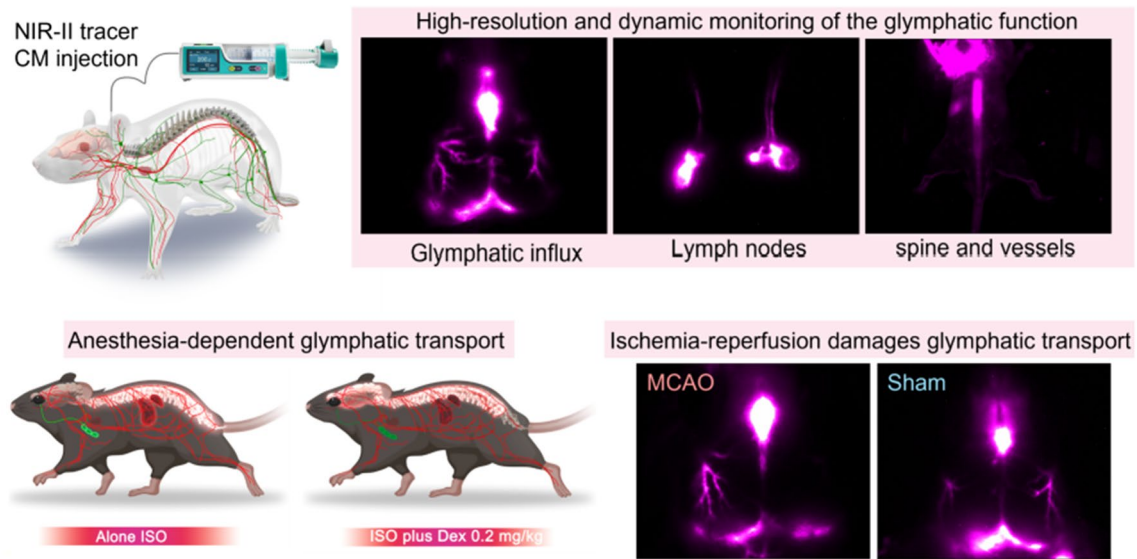 NIR-II tracer
CM injection
High-resolution and dynamic monitoring of the glymphatic function
Glymphatic influx
Lymph nodes
spine and vessels
Anesthesia-dependent glymphatic transport
Alone ISO
ISO plus Dex 0.2 mg/kg
Ischemia-reperfusion damages glymphatic transport
MCAO
Sham